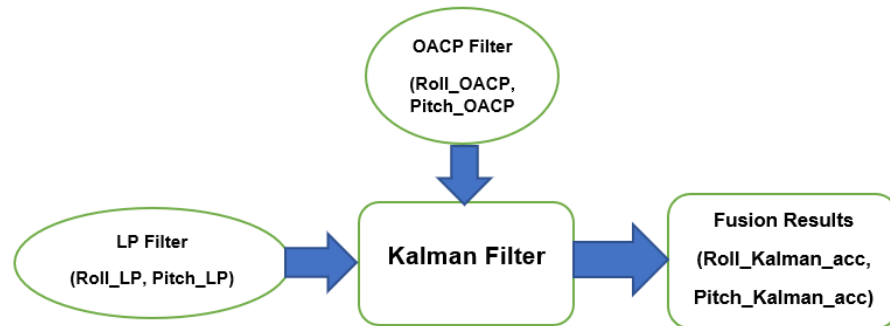 OACP Filter
(Roll_OACP,
Pitch_OACP
LP Filter
(Roll_LP, Pitch_LP)
Kalman Filter
Fusion Results
(Roll_Kalman_acc,
Pitch_Kalman_acc)